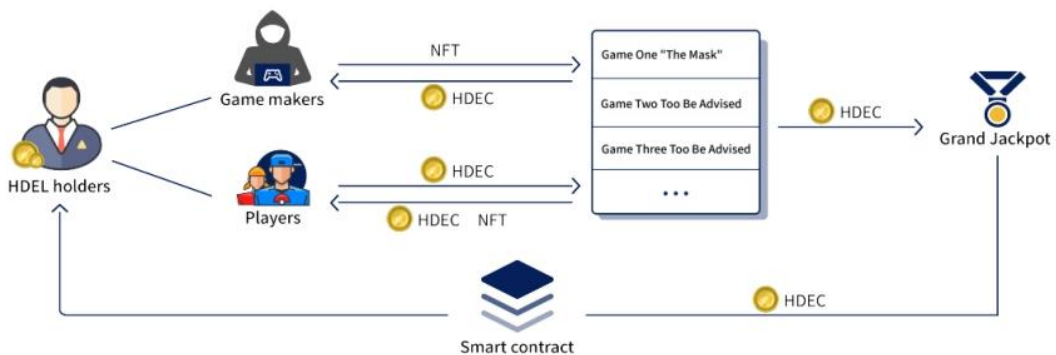 NFT
HDEC
Game makers
HDEL holders
HDEC
HDEC NFT
Players
Game One "The Mask"
Game Two Too Be Advised
Game Three Too Be Advised
...
HDEC
Grand Jackpot
HDEC
Smart contract